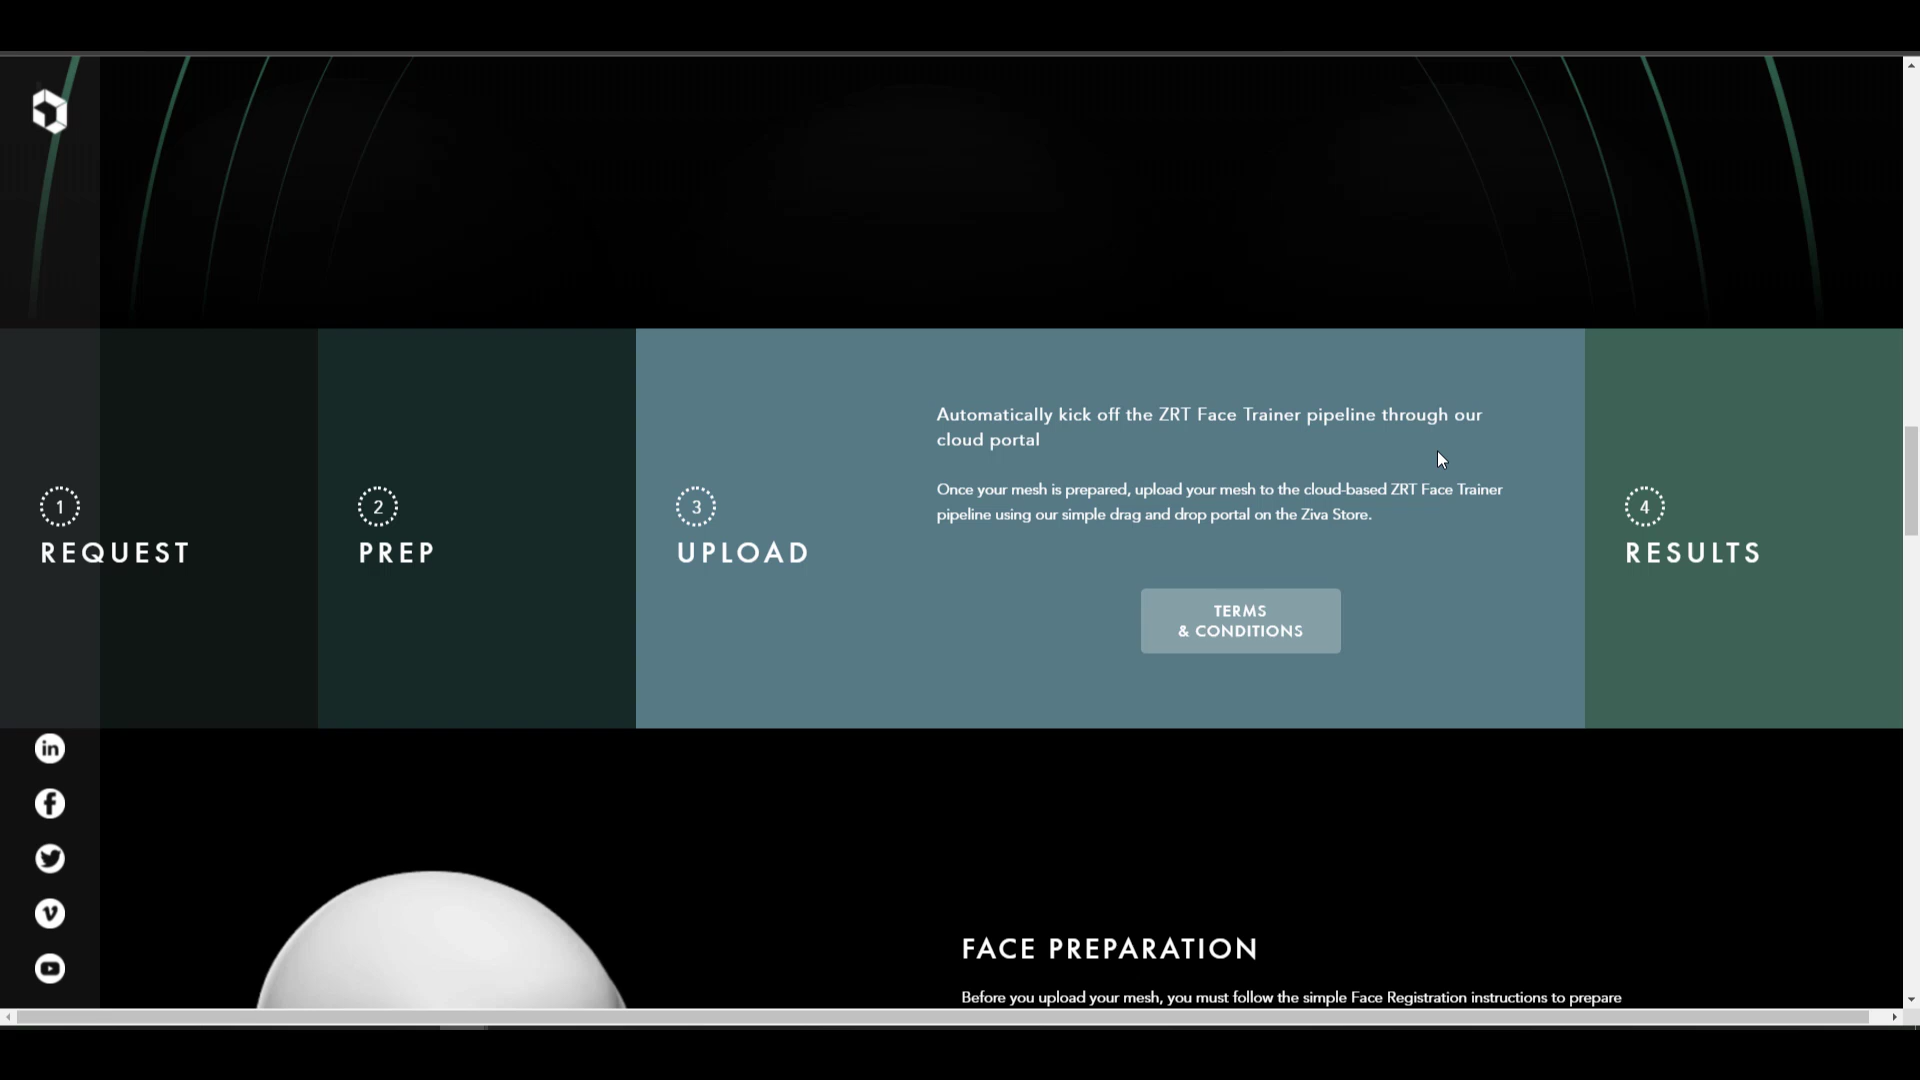 1
REQUEST
2
PREP
3
UPLOAD
Automatically kick off the ZRT Face Trainer pipeline through our
cloud portal
Once your mesh is prepared, upload your mesh to the cloud-based ZRT Face Trainer
pipeline using our simple drag and drop portal on the Ziva Store.
TERMS
& CONDITIONS
4
RESULTS
in
FACE PREPARATION
Before you upload your mesh, you must follow the simple Face Registration instructions to prepare